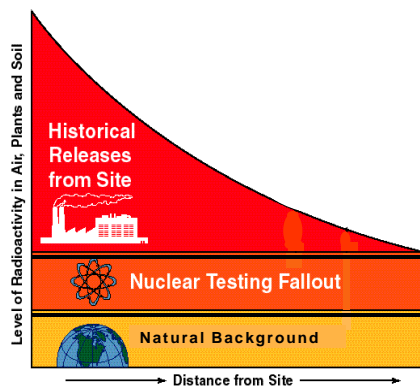 Level of Radioactivity in Air, Plants and Soil
Historical
Releases
from Site
Nuclear Testing Fallout
Natural Background
Distance from Site